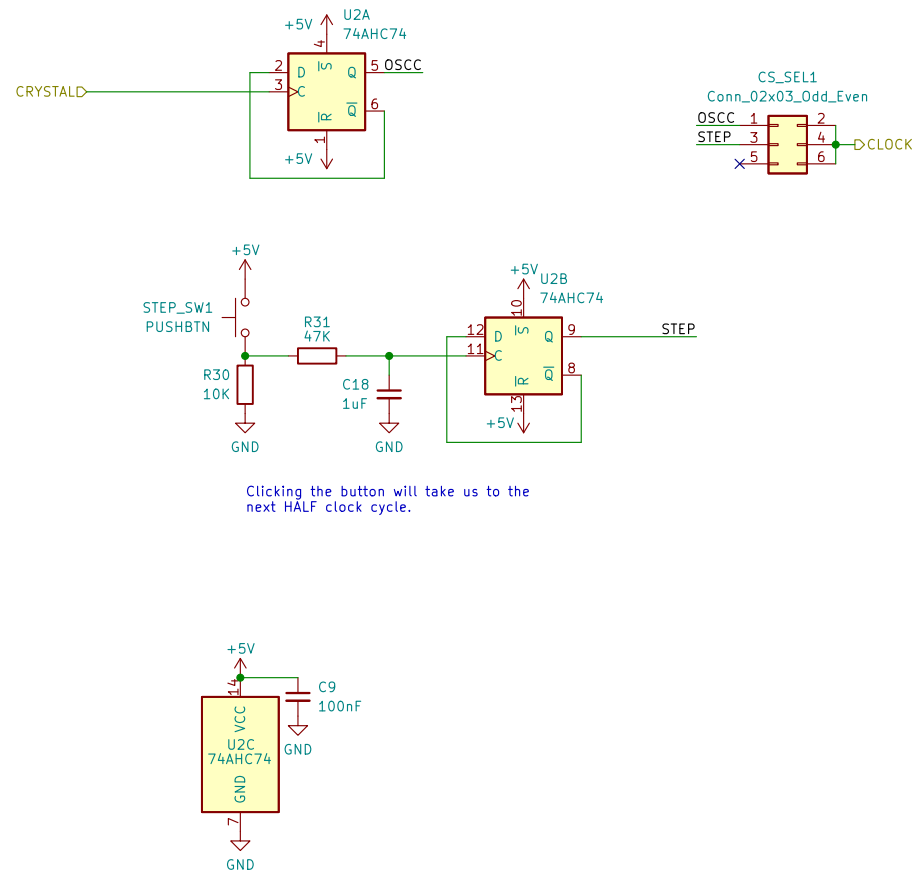 +5V
U2A
74AHC74
4
S
2
D
Q
5
OSCC
CRYSTAL
3
C
Q
6
R
1
+5V
CS_SEL1
Conn_02x03_Odd_Even
OSCC
1
2
STEP
3
4
CLOCK
5
6
+5V
STEP_SW1
PUSHBTN
R31
47K
R30
10K
GND
C18
1uF
GND
+5V
U2B
74AHC74
10
S
12
D
Q
9
STEP
11
C
Q
8
R
13
+5V
Clicking the button will take us to the
next HALF clock cycle.
+5V
14
VCC
C9
100nF
GND
U2C
74AHC74
GND
7
GND